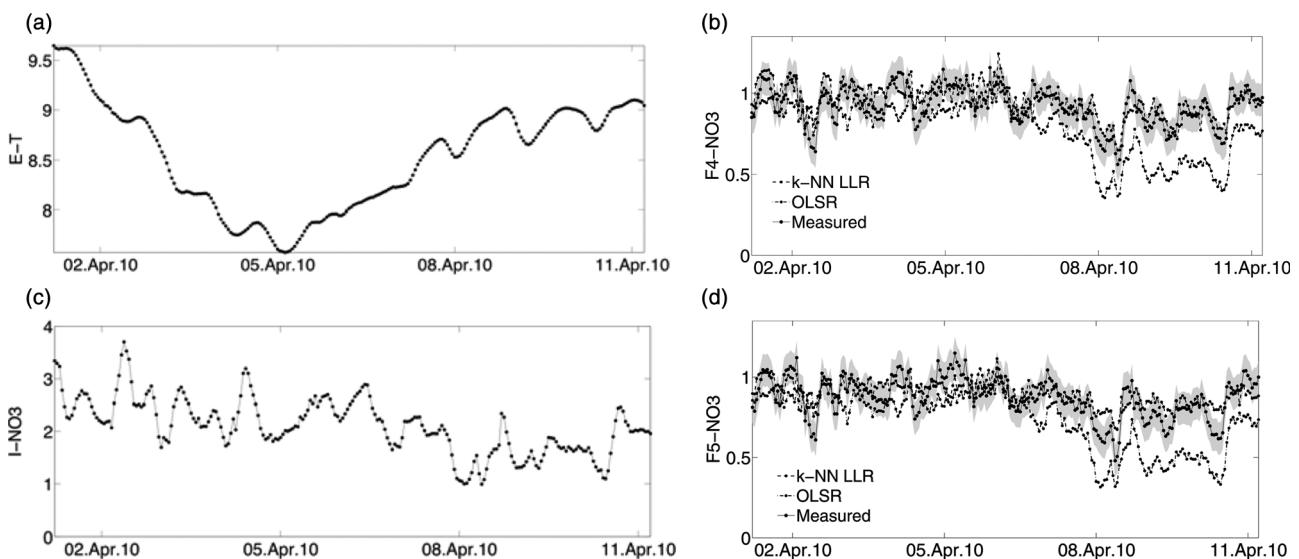 (a)
E-T
9.5
9
8.5
8
02.Apr.10 05.Apr.10 08.Apr.10 11.Apr.10
(b)
F4-NO3
1
0.5
0
k-NN LLR
OLSR
Measured
02.Apr.10 05.Apr.10 08.Apr.10 11.Apr.10
(c)
I-NO3
4
3
2
1
0
02.Apr.10 05.Apr.10 08.Apr.10 11.Apr.10
(d)
F5-NO3
1
0.5
0
k-NN LLR
OLSR
Measured
02.Apr.10 05.Apr.10 08.Apr.10 11.Apr.10